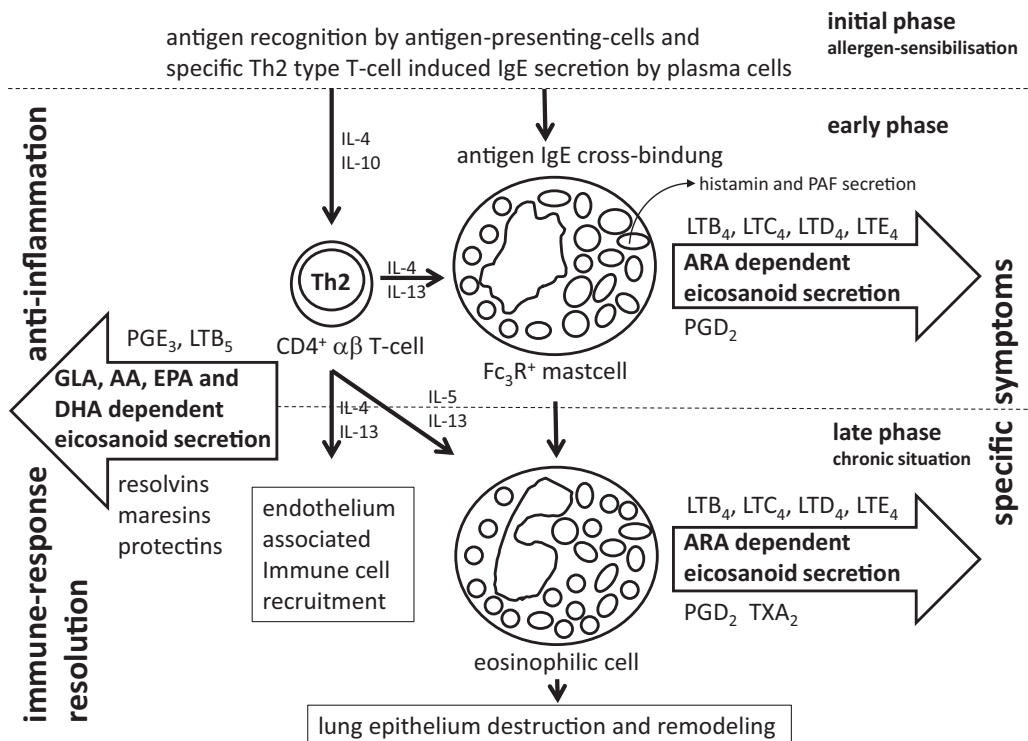 antigen recognition by antigen-presenting-cells and
specific Th2 type T-cell induced IgE secretion by plasma cells
initial phase
allergen-sensibilisation
anti-inflammation
IL-4
IL-10
early phase
antigen IgE cross-bindung
histamin and PAF secretion
Th2
IL-4
IL-13
CD4⁺ αβ T-cell
Fc₃R⁺ mastcell
LTB₄, LTC₄, LTD₄, LTE₄
ARA dependent
eicosanoid secretion
PGD₂
specific symptoms
PGE₃, LTB₅
GLA, AA, EPA and
DHA dependent
eicosanoid secretion
resolvins
maresins
protectins
immune-response
resolution
IL-4
IL-13
IL-5
IL-13
late phase
chronic situation
endothelium
associated
Immune cell
recruitment
LTB₄, LTC₄, LTD₄, LTE₄
ARA dependent
eicosanoid secretion
PGD₂ TXA₂
eosinophilic cell
lung epithelium destruction and remodeling